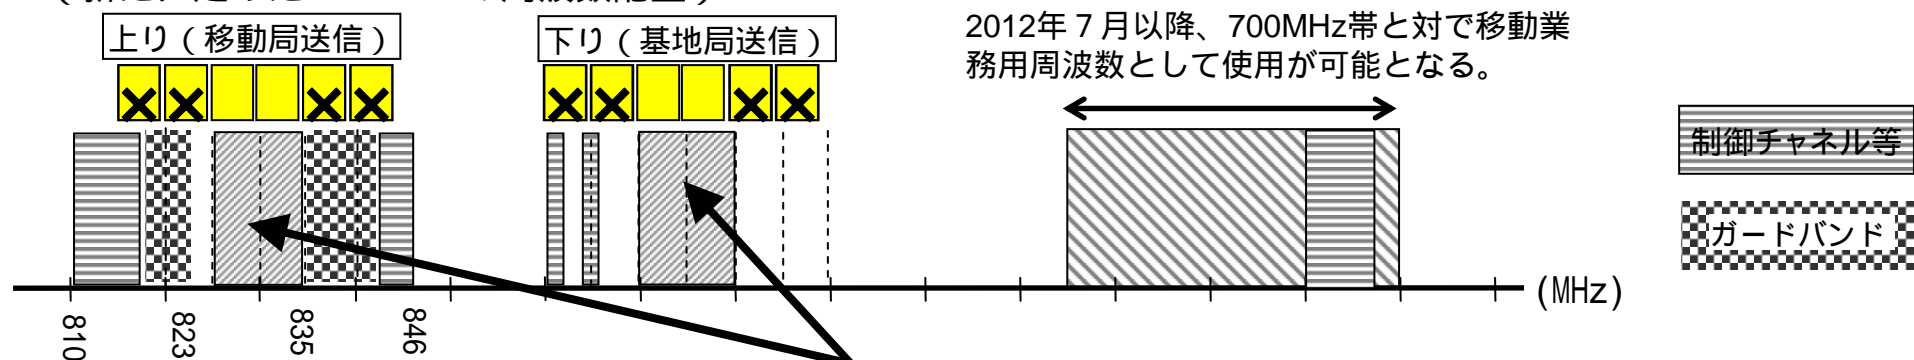 上り（移動局送信）
下り（基地局送信）
2012年７月以降、700MHz帯と対で移動業
務用周波数として使用が可能となる。
制御チャネル等
ガードバンド
(MHz)
810
823
835
846